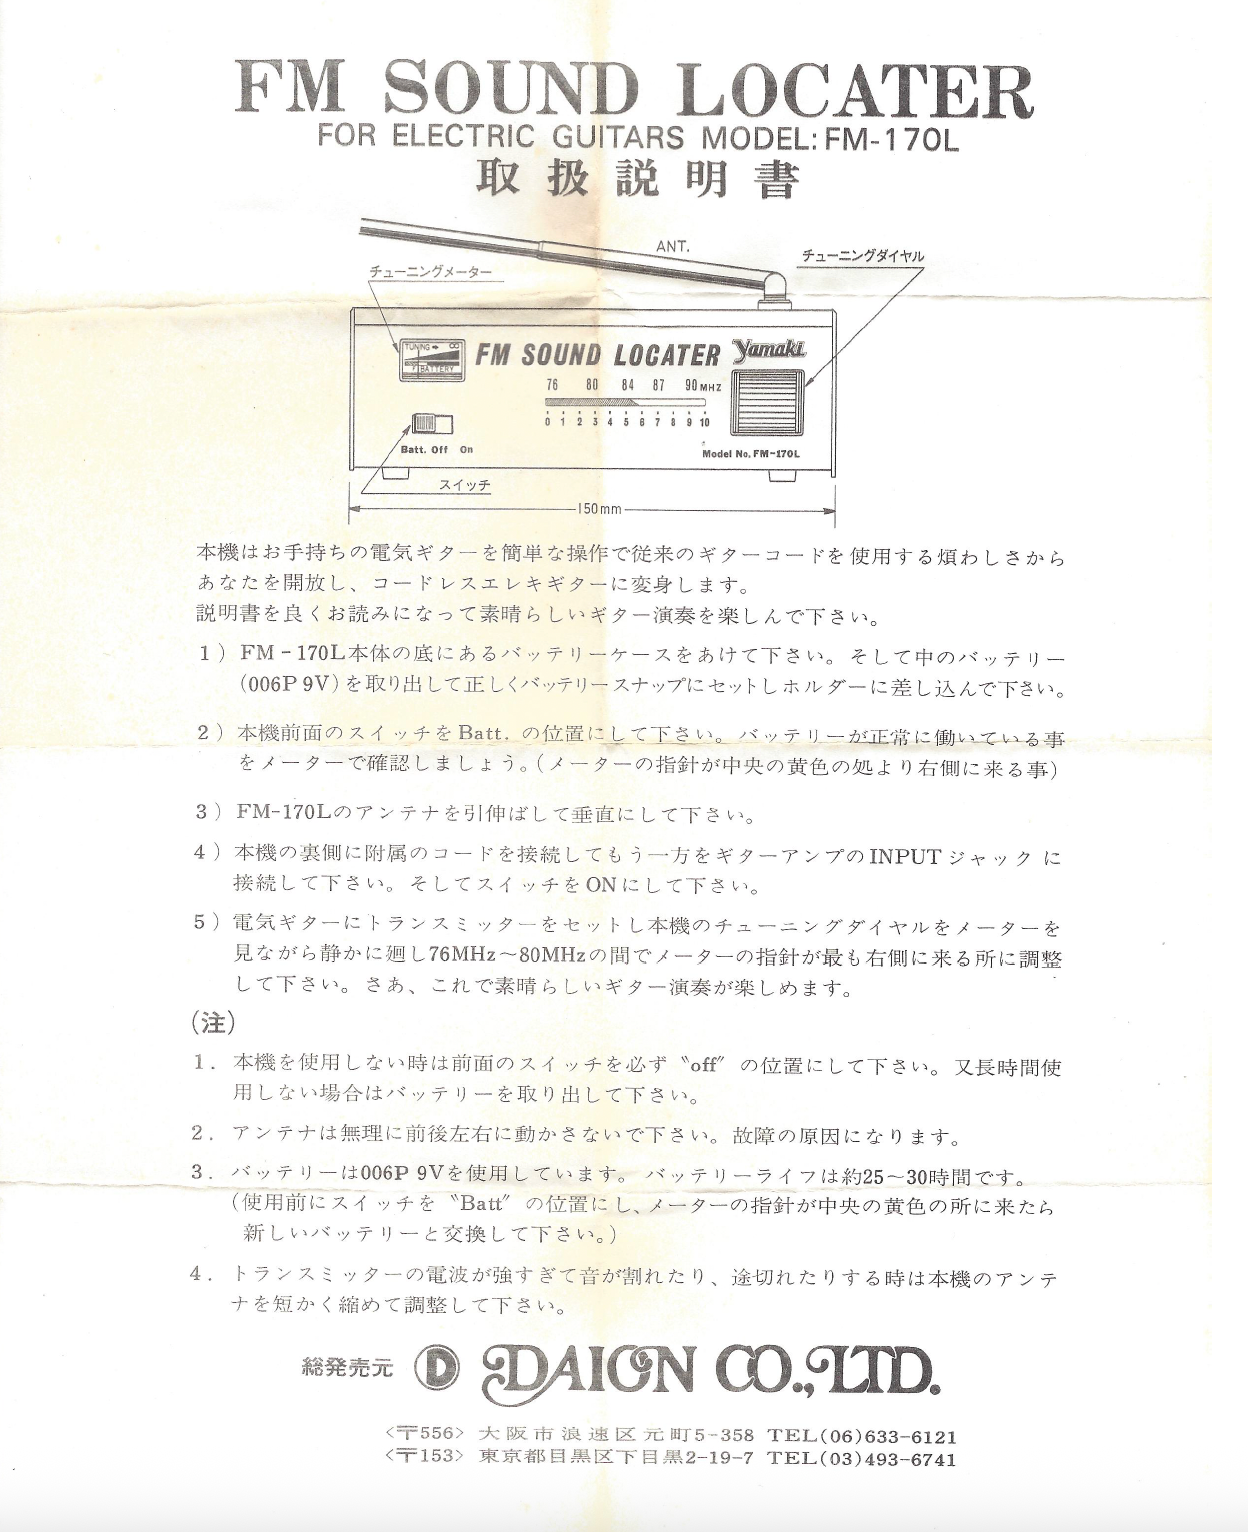 FM SOUND LOCATER
FOR ELECTRIC GUITARS MODEL:FM-170L
取扱説明書
ANT.
チューニングダイヤル
チューニングメーター
TUNING ∞
BATTERY
FM SOUND LOCATER Yamaki
76 80 84 87 90MHZ
0 1 2 3 4 5 6 7 8 9 10
Batt. Off On
Model No. FM-170L
スイッチ
150mm
本機はお手持ちの電気ギターを簡単な操作で従来のギターコードを使用する煩わしさから
あなたを開放し、コードレスエレキギターに変身します。
説明書を良くお読みになって素晴らしいギター演奏を楽しんで下さい。
1）FM-170L本体の底にあるバッテリーケースをあけて下さい。そして中のバッテリー
(006P 9V)を取り出して正しくバッテリースナップにセットしホルダーに差し込んで下さい。
2）本機前面のスイッチをBatt. の位置にして下さい。バッテリーが正常に働いている事
をメーターで確認しましょう。(メーターの指針が中央の黄色の処より右側に来る事)
3）FM-170Lのアンテナを引伸ばして垂直にして下さい。
4）本機の裏側に附属のコードを接続してもう一方をギターアンプのINPUTジャックに
接続して下さい。そしてスイッチをONにして下さい。
5）電気ギターにトランスミッターをセットし本機のチューニングダイヤルをメーターを
見ながら静かに廻し76MHz～80MHzの間でメーターの指針が最も右側に来る所に調整
して下さい。さあ、これで素晴らしいギター演奏が楽しめます。
(注)
1. 本機を使用しない時は前面のスイッチを必ず〝off〟の位置にして下さい。又長時間使
用しない場合はバッテリーを取り出して下さい。
2. アンテナは無理に前後左右に動かさないで下さい。故障の原因になります。
3. バッテリーは006P 9Vを使用しています。バッテリーライフは約25～30時間です。
(使用前にスイッチを〝Batt〟の位置にし、メーターの指針が中央の黄色の所に来たら
新しいバッテリーと交換して下さい。)
4. トランスミッターの電波が強すぎて音が割れたり、途切れたりする時は本機のアンテ
ナを短かく縮めて調整して下さい。
総発売元 D DAION CO.,LTD.
<〒556> 大阪市浪速区元町5-358 TEL(06)633-6121
<〒153> 東京都目黒区下目黒2-19-7 TEL(03)493-6741